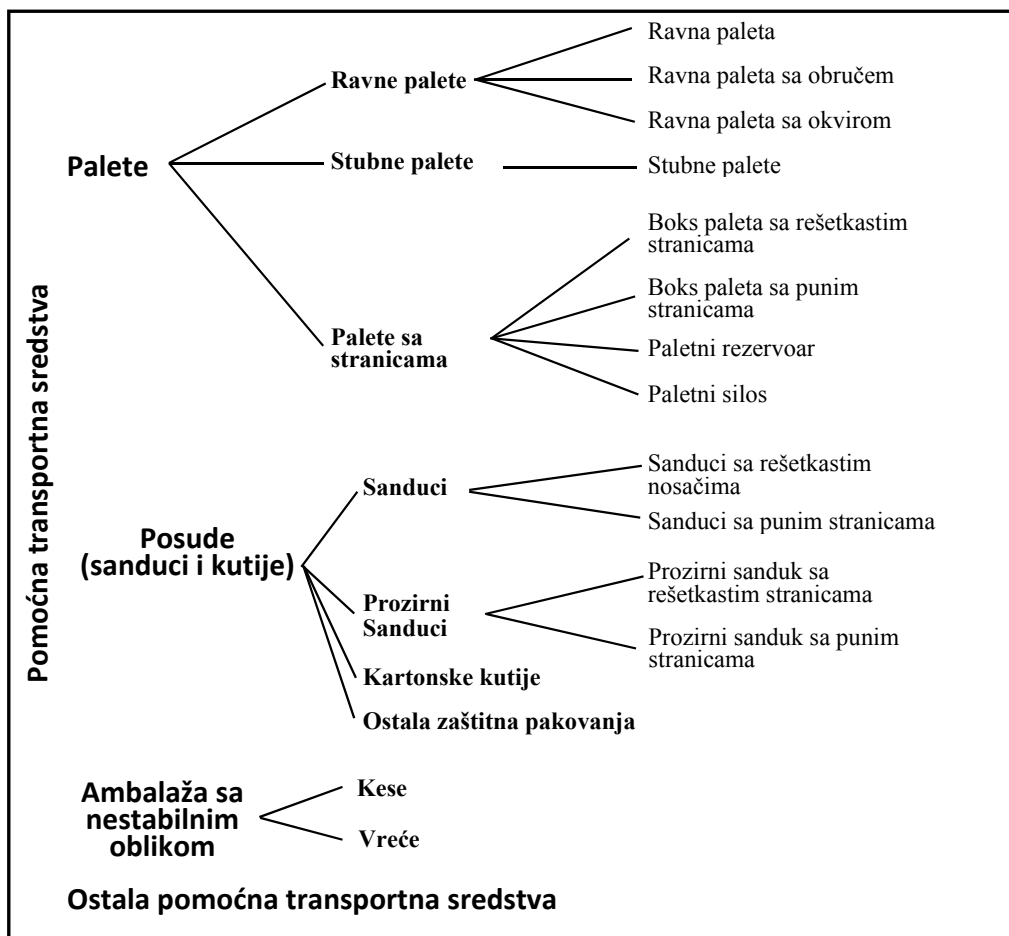 Pomoćna transportna sredstva
Palete
Ravne palete
Ravna paleta
Ravna paleta sa obručem
Ravna paleta sa okvirom
Stubne palete
Stubne palete
Palete sa
stranicama
Boks paleta sa rešetkastim
stranicama
Boks paleta sa punim
stranicama
Paletni rezervoar
Paletni silos
Posude
(sanduci i kutije)
Sanduci
Sanduci sa rešetkastim
nosačima
Sanduci sa punim stranicama
Prozirni
Sanduci
Prozirni sanduk sa
rešetkastim stranicama
Prozirni sanduk sa punim
stranicama
Kartonske kutije
Ostala zaštitna pakovanja
Ambalaža sa
nestabilnim
oblikom
Kese
Vreće
Ostala pomoćna transportna sredstva